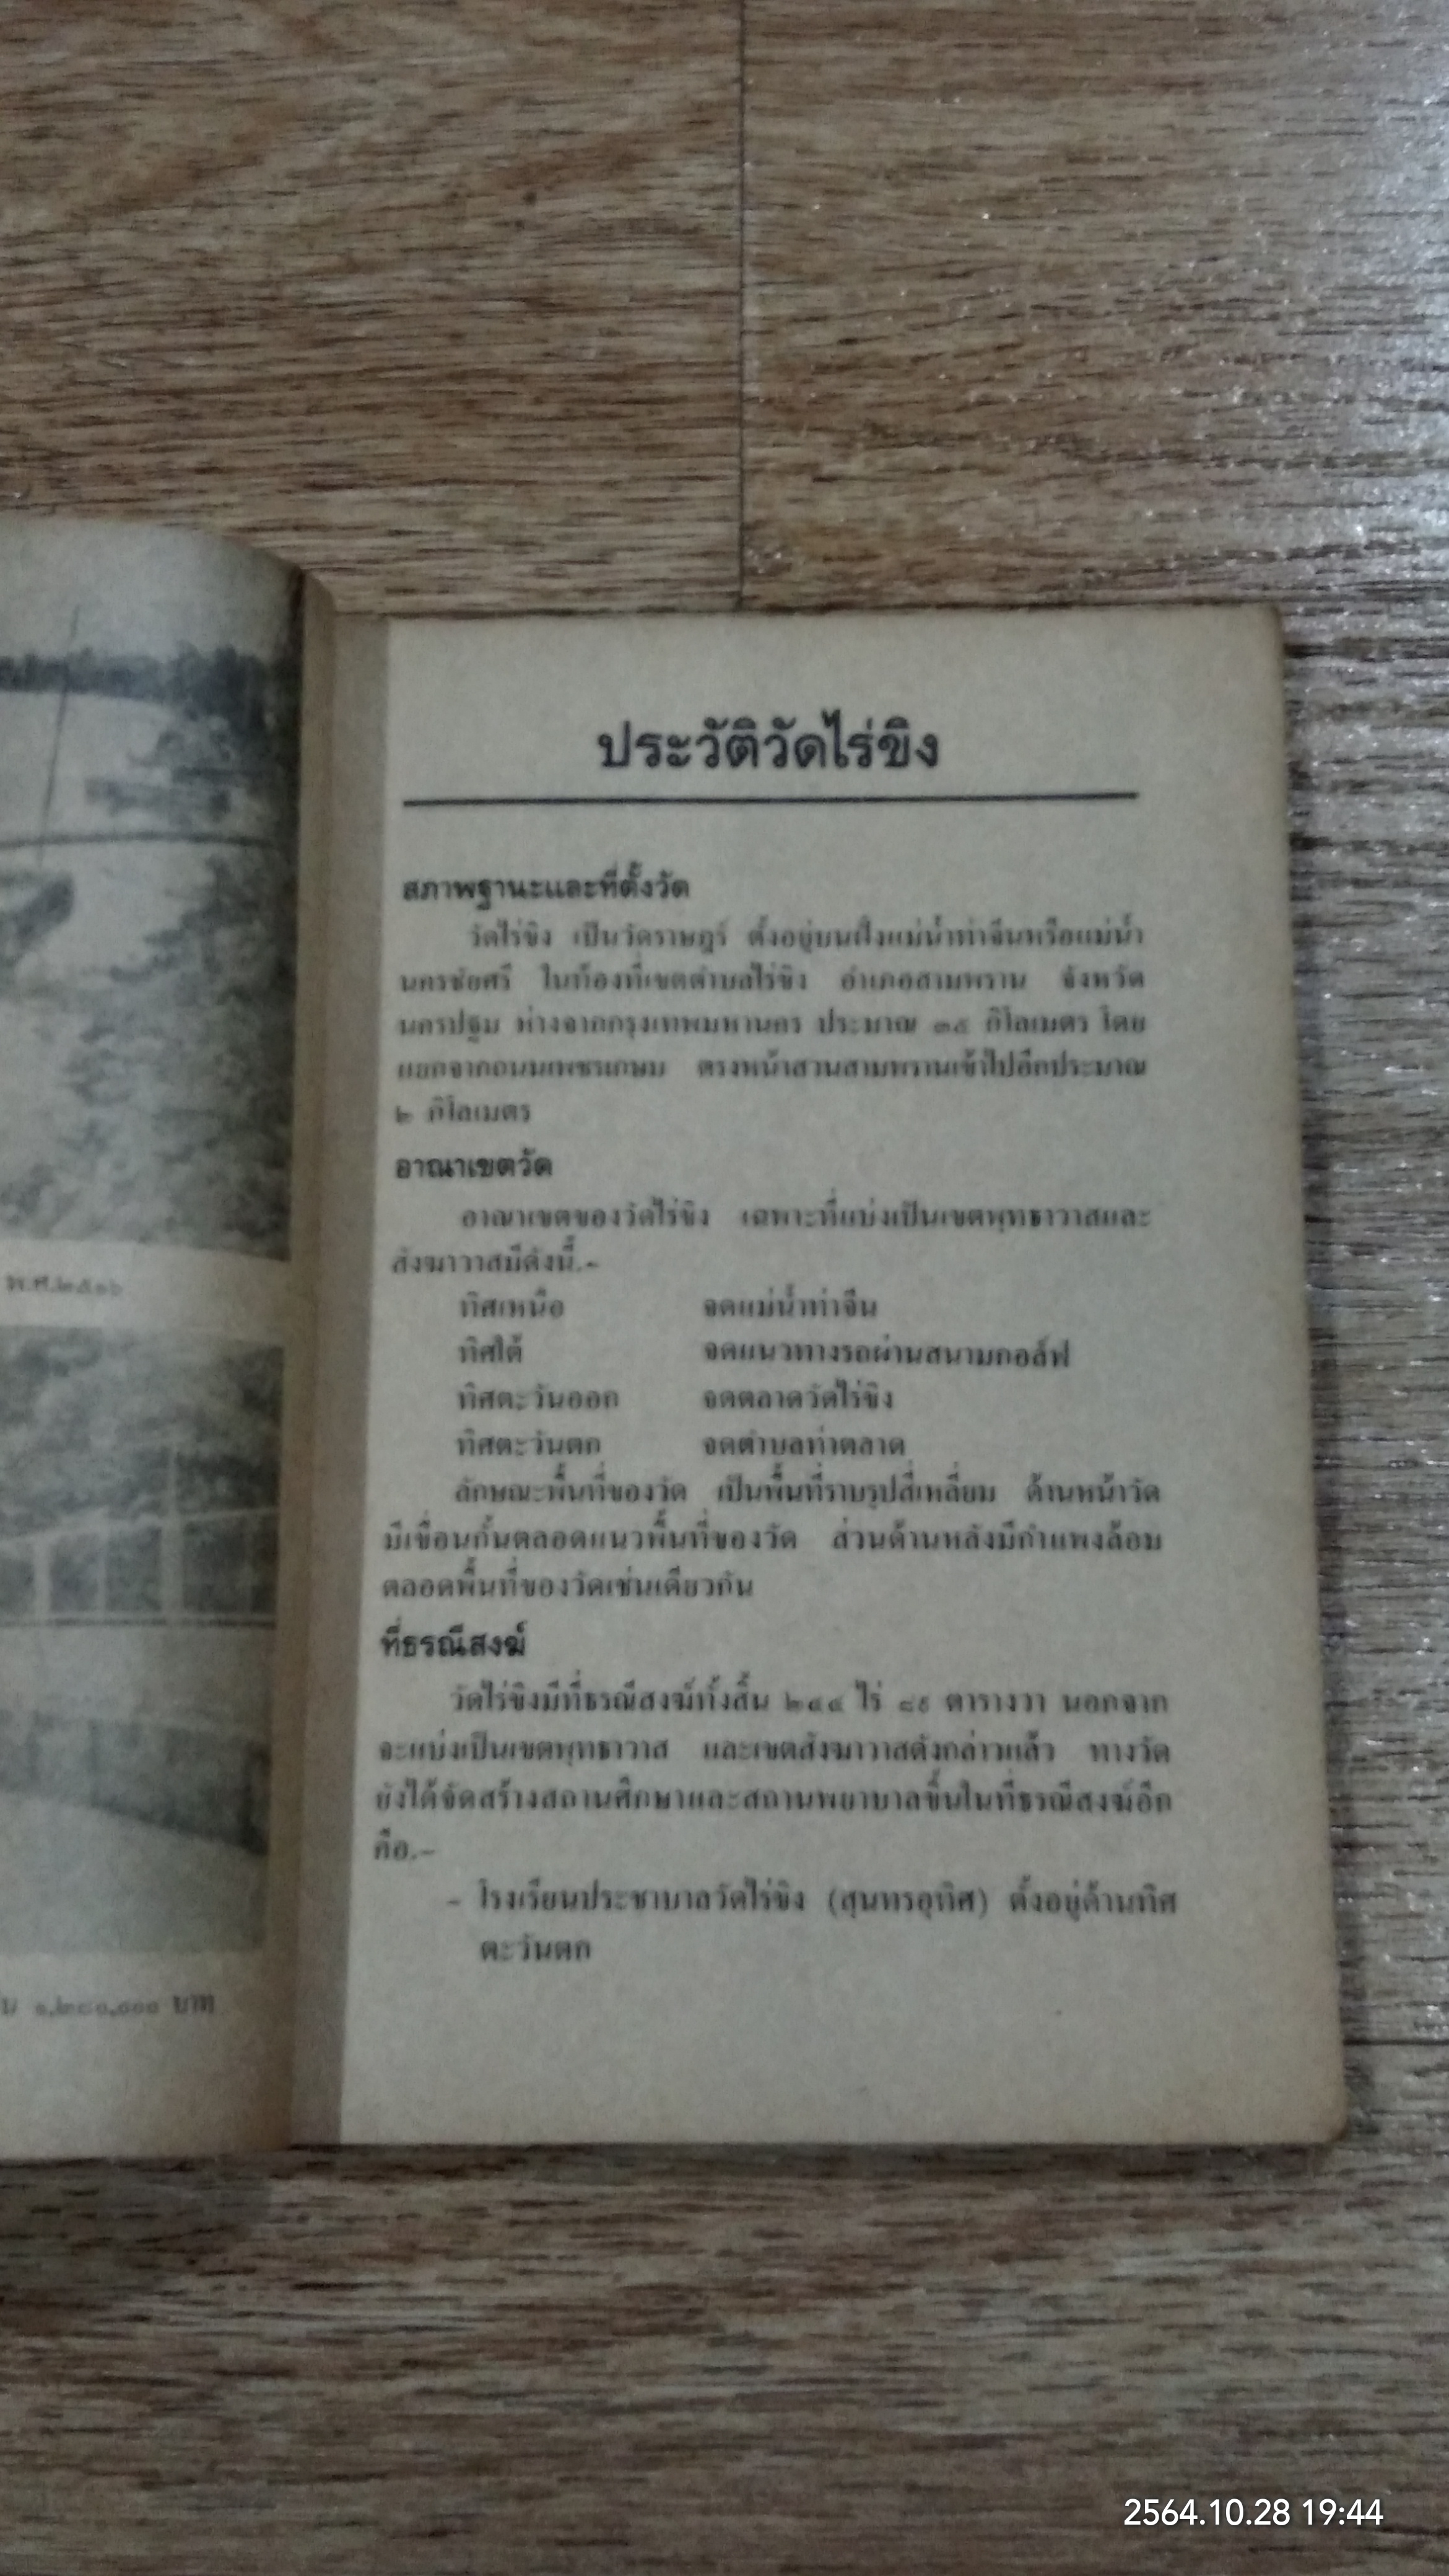 พ.ศ.๒๕๑๖
บาท
ประวัติวัดไร่ขิง
สภาพฐานะและที่ตั้งวัด
วัดไร่ขิง เป็นวัดราษฎร์ ตั้งอยู่บนฝั่งแม่น้ำท่าจีนหรือแม่น้ำ
นครชัยศรี ในท้องที่เขตตำบลไร่ขิง อำเภอสามพราน จังหวัด
นครปฐม ห่างจากกรุงเทพมหานคร ประมาณ กิโลเมตร โดย
แยกจากถนนเพชรเกษม ตรงหน้าสวนสามพรานเข้าไปอีกประมาณ
๒ กิโลเมตร
อาณาเขตวัด
อาณาเขตของวัดไร่ขิง เฉพาะที่แบ่งเป็นเขตพุทธาวาสและ
สังฆาวาสมีดังนี้.-
ทิศเหนือ จดแม่น้ำท่าจีน
ทิศใต้ จดแนวทางรถผ่านสนามกอล์ฟ
ทิศตะวันออก จดตลาดวัดไร่ขิง
ทิศตะวันตก จดตำบลท่าตลาด
ลักษณะพื้นที่ของวัด เป็นพื้นที่ราบรูปสี่เหลี่ยม ด้านหน้าวัด
มีเขื่อนกั้นตลอดแนวพื้นที่ของวัด ส่วนด้านหลังมีกำแพงล้อม
ตลอดพื้นที่ของวัดเช่นเดียวกัน
ที่ธรณีสงฆ์
วัดไร่ขิงมีที่ธรณีสงฆ์ทั้งสิ้น ไร่ ตารางวา นอกจาก
จะแบ่งเป็นเขตพุทธาวาส และเขตสังฆาวาสดังกล่าวแล้ว ทางวัด
ยังได้จัดสร้างสถานศึกษาและสถานพยาบาลขึ้นในที่ธรณีสงฆ์อีก
คือ.-
- โรงเรียนประชาบาลวัดไร่ขิง (สุนทรอุทิศ) ตั้งอยู่ด้านทิศ
ตะวันตก
2564.10.28 19:44